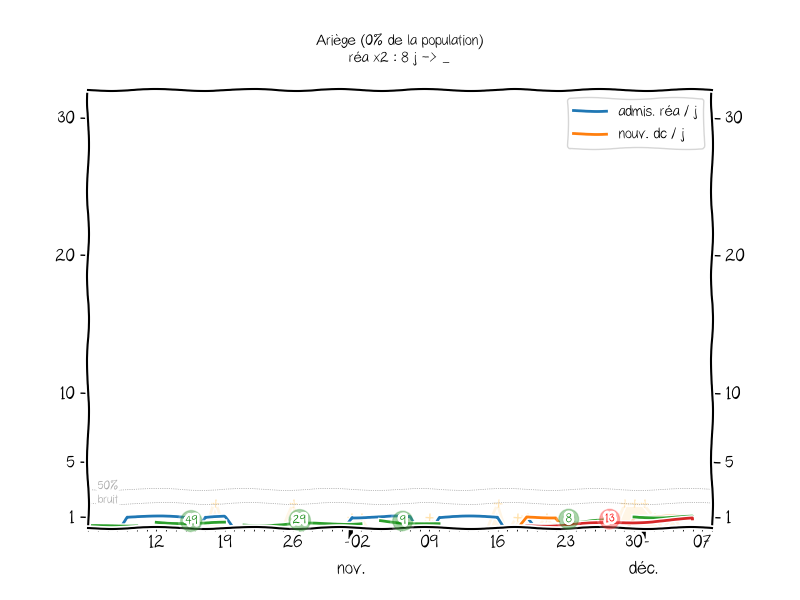 Ariège (0% de la population)
réa x2 : 8 j -> _
admis. réa / j
nouv. dc / j
30 30
20 20
10 10
5 5
50%
bruit
1 49 29 9 8 13 1
12 19 26 02 09 16 23 30 07
nov. déc.